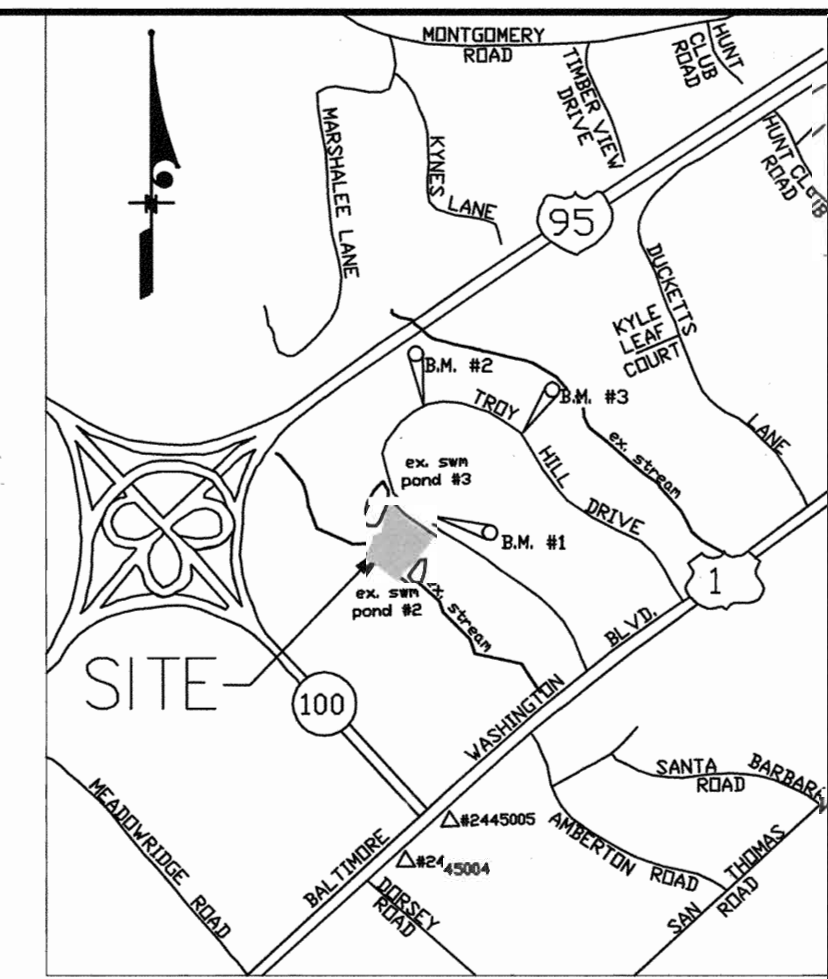 MONTGOMERY
ROAD
HUNT
CLUB
ROAD
TIMBER VIEW
DRIVE
MARSHALEE LANE
KYNES
LANE
HUNT CLUB
ROAD
95
DUCKETTS
LANE
KYLE
LEAF
COURT
B.M. #2
B.M. #3
TROY
HILL
DRIVE
ex. stream
ex. swm
pond #3
B.M. #1
ex. swm
pond #2
ex. stream
1
SITE
100
WASHINGTON
BLVD.
BALTIMORE
MEADOWRIDGE ROAD
SANTA BARBARA
ROAD
#2445005
#2445004
AMBERTON ROAD
SAN THOMAS
ROAD
DORSEY
ROAD